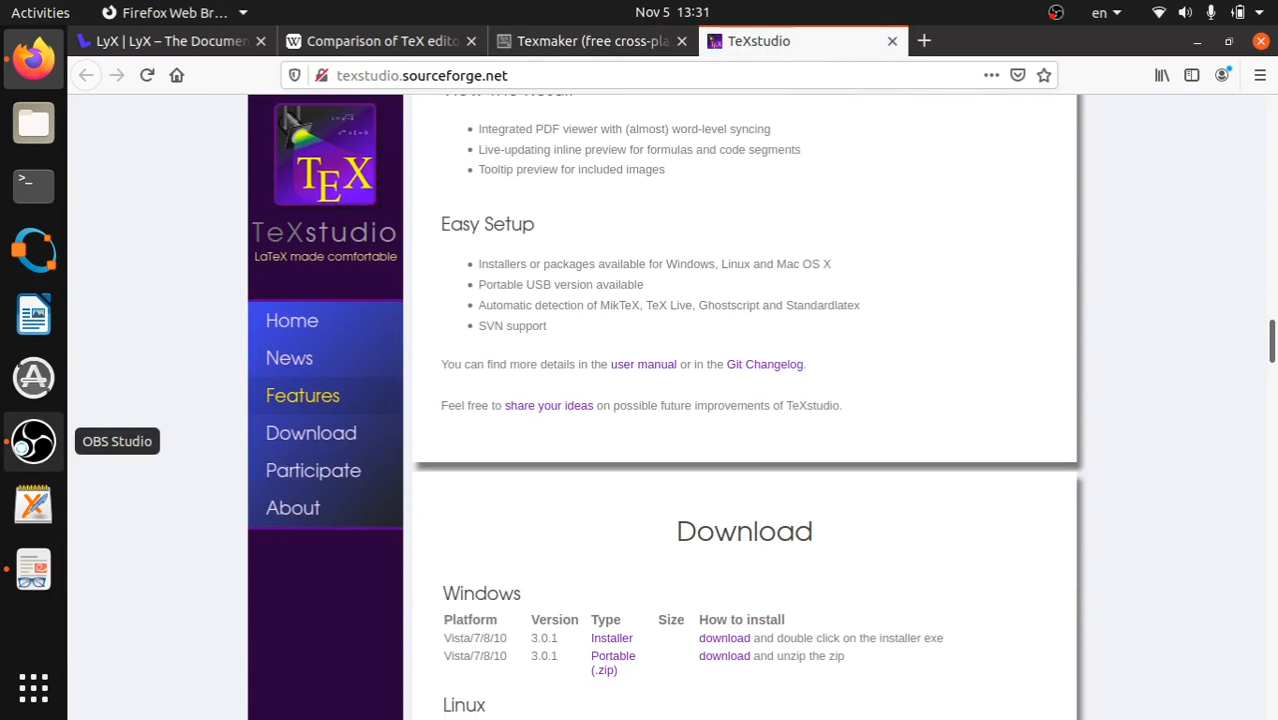 Activities
Firefox Web Br...
Nov 5 13:31
en
LyX | LyX – The Documen
Comparison of TeX edito
Texmaker (free cross-pla
TeXstudio
texstudio.sourceforge.net
Integrated PDF viewer with (almost) word-level syncing
Live-updating inline preview for formulas and code segments
Tooltip preview for included images
Easy Setup
Installers or packages available for Windows, Linux and Mac OS X
Portable USB version available
Automatic detection of MikTeX, TeX Live, Ghostscript and Standardlatex
SVN support
You can find more details in the user manual or in the Git Changelog.
Feel free to share your ideas on possible future improvements of TeXstudio.
TEX
TeXstudio
LaTeX made comfortable
Home
News
Features
Download
Participate
About
OBS Studio
Download
Windows
Platform Version Type Size How to install
Vista/7/8/10 3.0.1 Installer download and double click on the installer exe
Vista/7/8/10 3.0.1 Portable download and unzip the zip
(.zip)
Linux